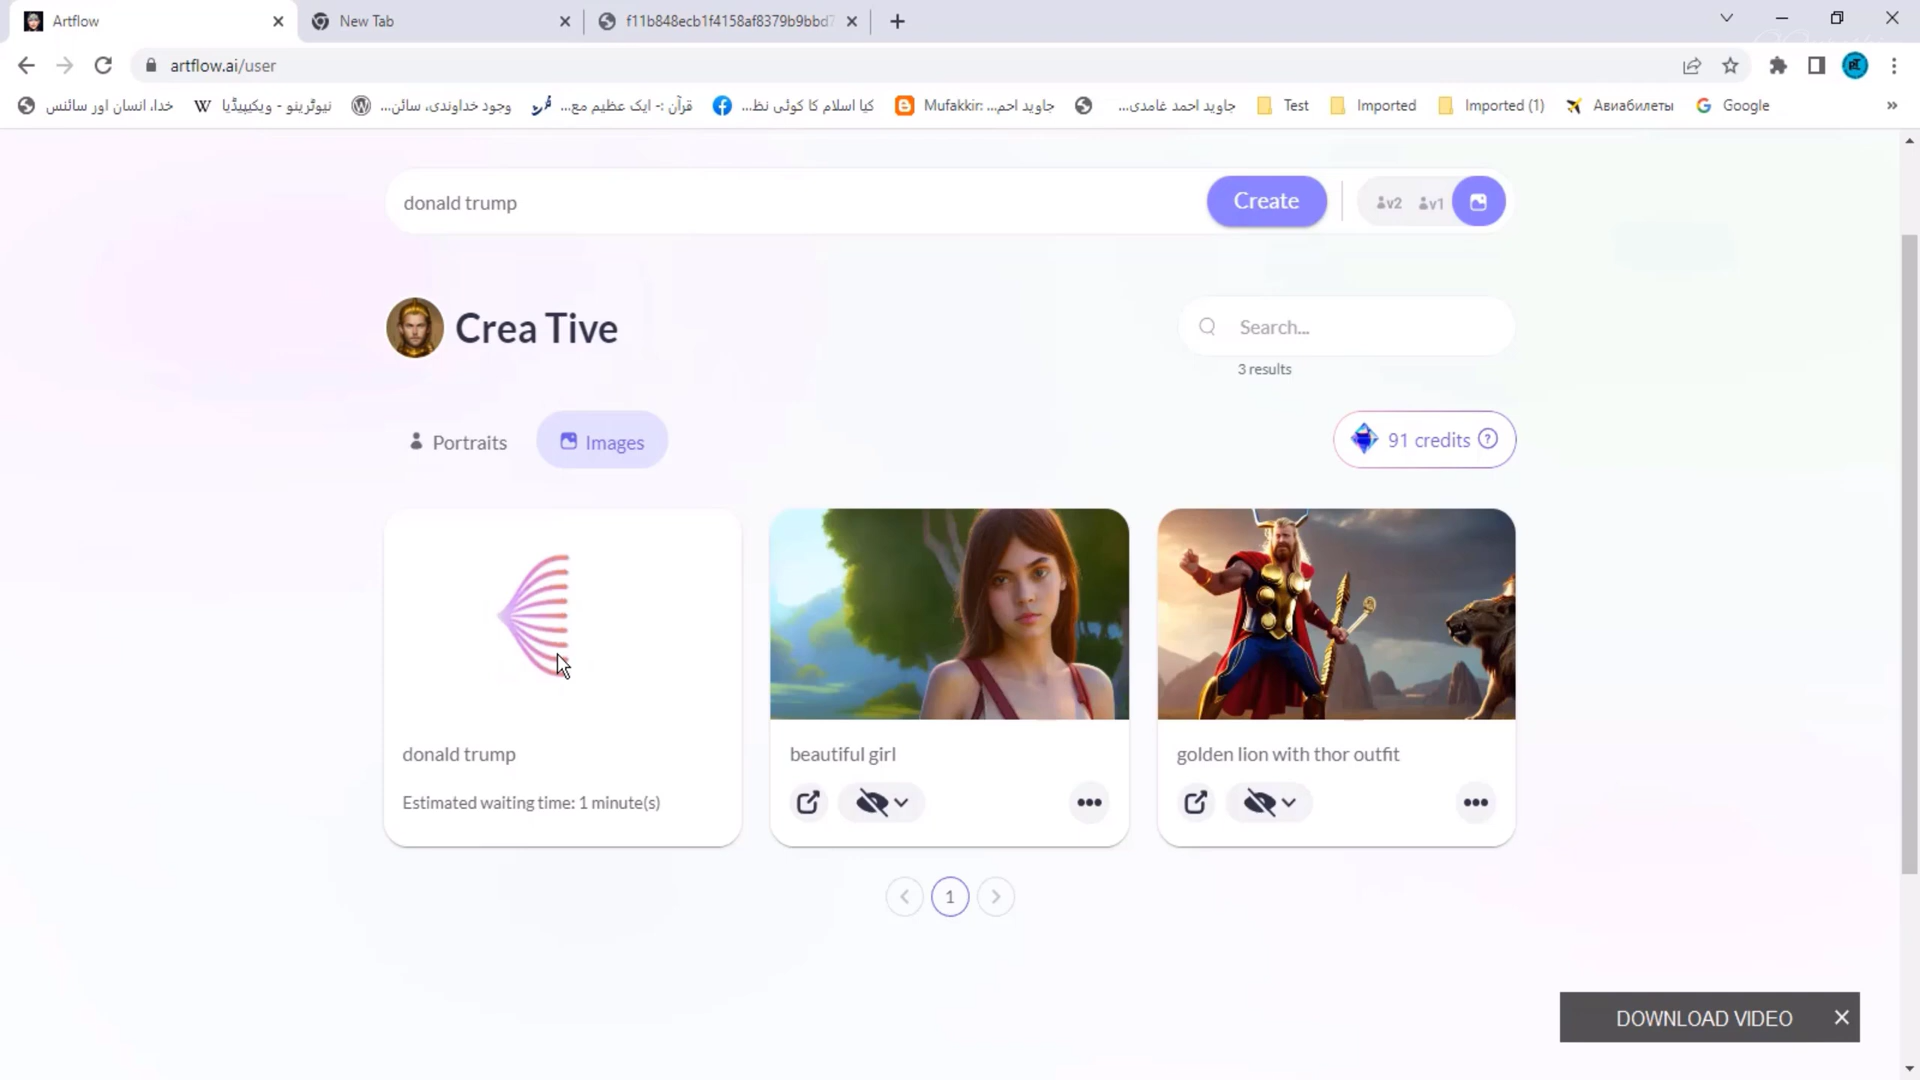 Artflow
New Tab
f11b848ecb1f4158af8379b9bbd7
artflow.ai/user
خدا، انسان اور سائنس
نیوٹرینو - ویکیپیڈیا
وجود خداوندی، سائن...
قرآن :- ایک عظیم مع...
کیا اسلام کا کوئی نظ...
Mufakkir: جاوید احم...
جاوید احمد غامدی...
Test
Imported
Imported (1)
Авиабилеты
Google
»
donald trump
Create
v2
v1
Crea Tive
Search...
3 results
Portraits
Images
91 credits
donald trump
Estimated waiting time: 1 minute(s)
beautiful girl
golden lion with thor outfit
1
DOWNLOAD VIDEO